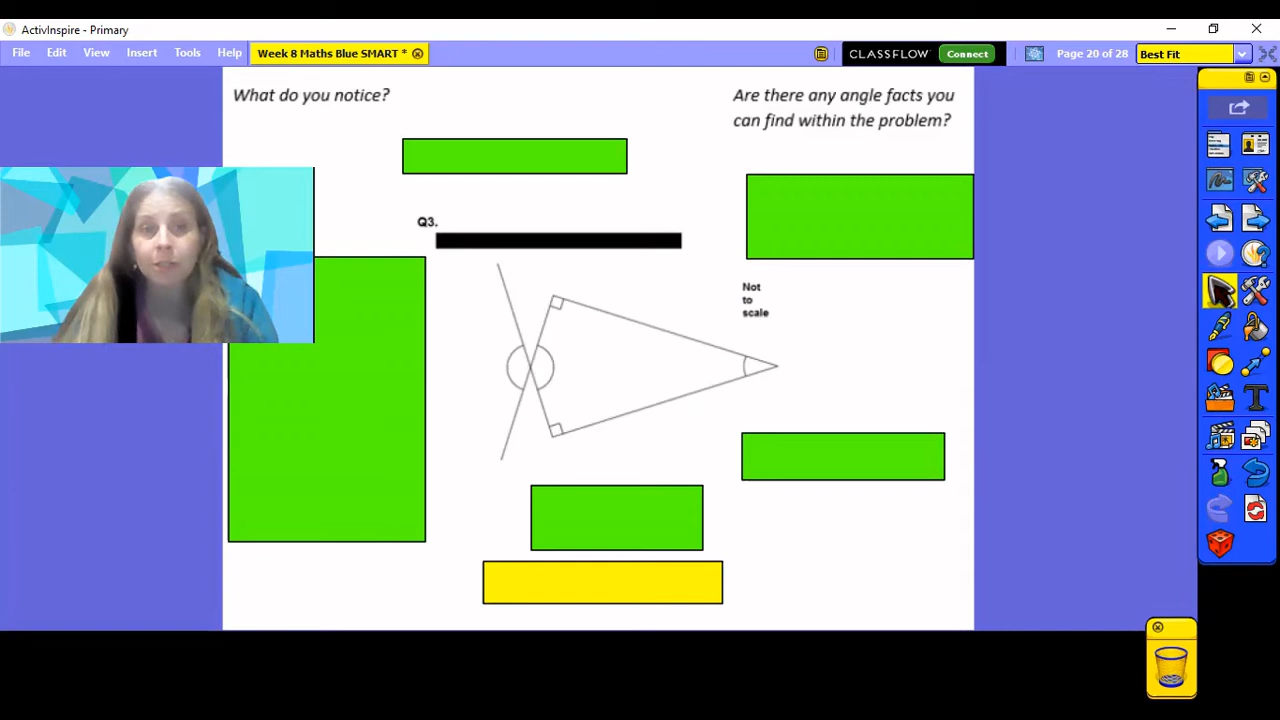 ActivInspire - Primary
File Edit View Insert Tools Help Week 8 Maths Blue SMART * CLASSFLOW Connect Page 20 of 28 Best Fit
What do you notice?
Are there any angle facts you
can find within the problem?
Q3.
Not
to
scale